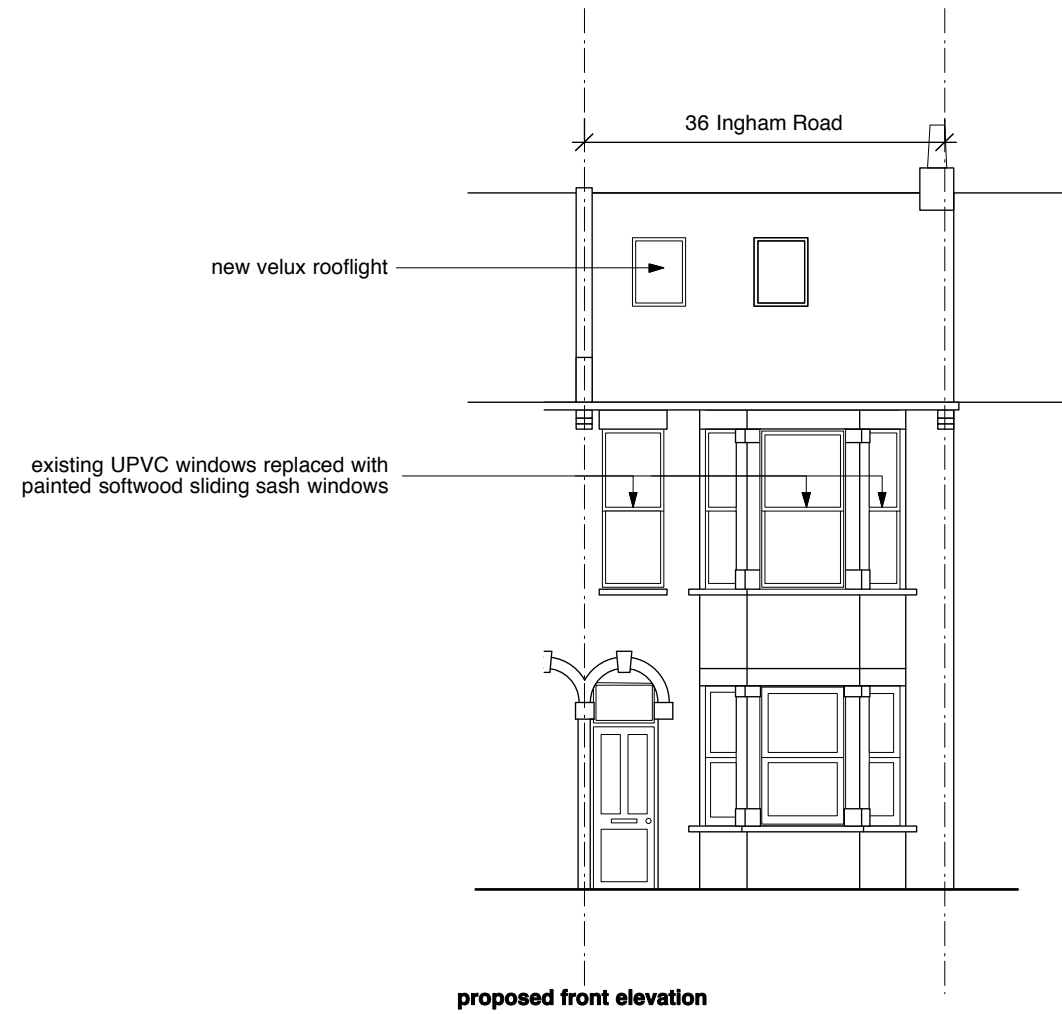 36 Ingham Road
new velux rooflight
existing UPVC windows replaced with
painted softwood sliding sash windows
proposed front elevation